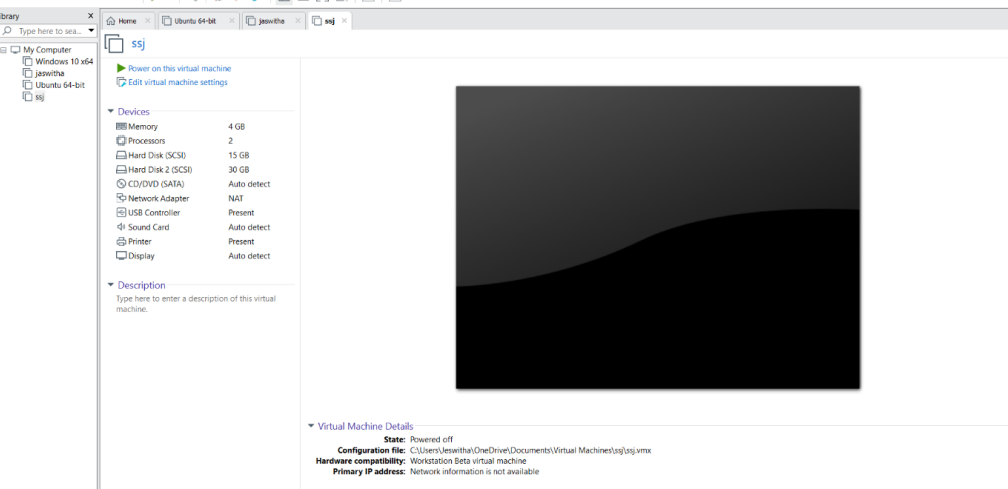 ibrary X
Type here to sea...
My Computer
Windows 10 x64
jaswitha
Ubuntu 64-bit
ssj
Home × Ubuntu 64-bit × jaswitha × ssj ×
ssj
Power on this virtual machine
Edit virtual machine settings
Devices
Memory 4 GB
Processors 2
Hard Disk (SCSI) 15 GB
Hard Disk 2 (SCSI) 30 GB
CD/DVD (SATA) Auto detect
Network Adapter NAT
USB Controller Present
Sound Card Auto detect
Printer Present
Display Auto detect
Description
Type here to enter a description of this virtual
machine.
Virtual Machine Details
State: Powered off
Configuration file: C:\Users\Jeswitha\OneDrive\Documents\Virtual Machines\ssj\ssj.vmx
Hardware compatibility: Workstation Beta virtual machine
Primary IP address: Network information is not available